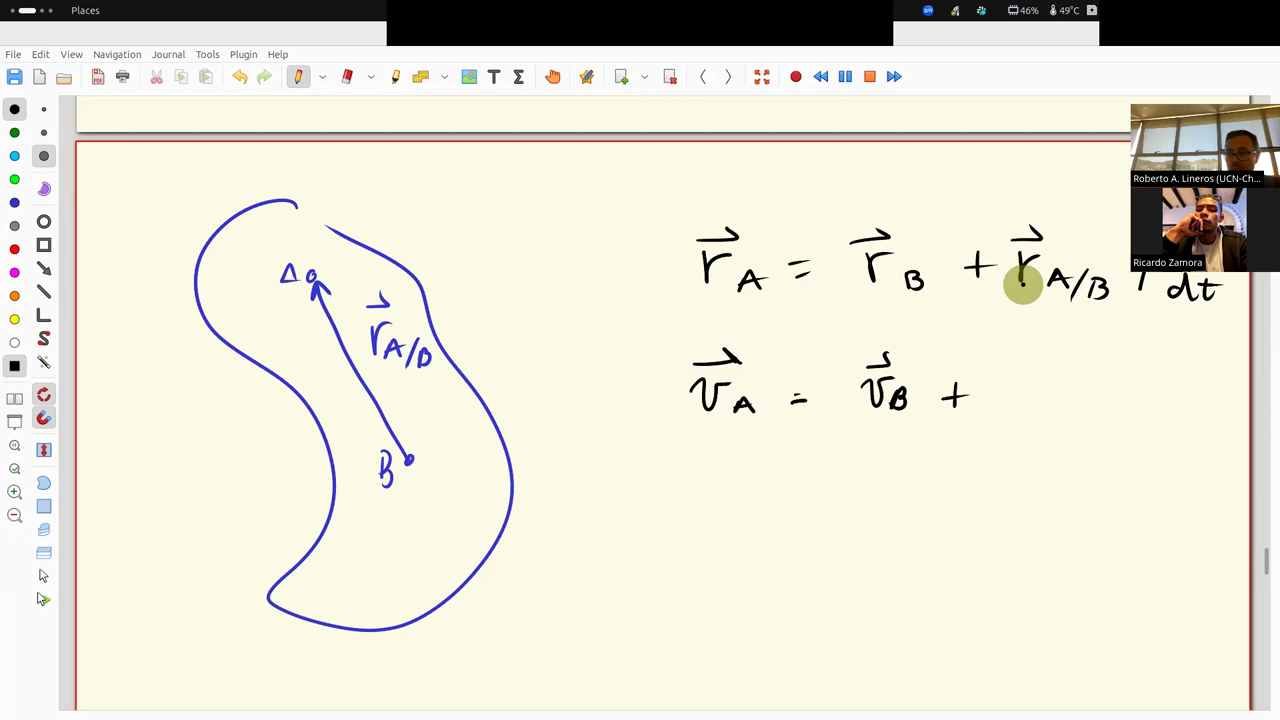 Places
46%
49°C
File Edit View Navigation Journal Tools Plugin Help
Roberto A. Lineros (UCN-Ch...
Ricardo Zamora
A
r⃗ A/B
B
r⃗ A = r⃗ B + r⃗ A/B / dt
v⃗ A = v⃗ B +